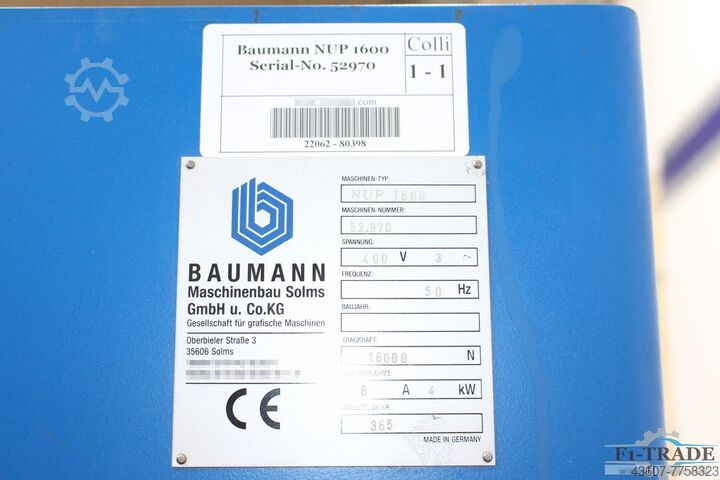 Baumann NUP 1600
Serial-No. 52970
Colli
1 - 1
.com
22062 - 80398
BAUMANN
Maschinenbau Solms
GmbH u. Co.KG
Gesellschaft für grafische Maschinen
Oberbieler Straße 3
35606 Solms
CE
MASCHINEN-TYP:
NUP 1600
MASCHINEN-NUMMER:
52.970
SPANNUNG:
400 V 3 ~
FREQUENZ:
50 Hz
BAUJAHR:
TRAGKRAFT:
16000 N
8 A 4 kW
365
MADE IN GERMANY
F1-TRADE
43607-7758323